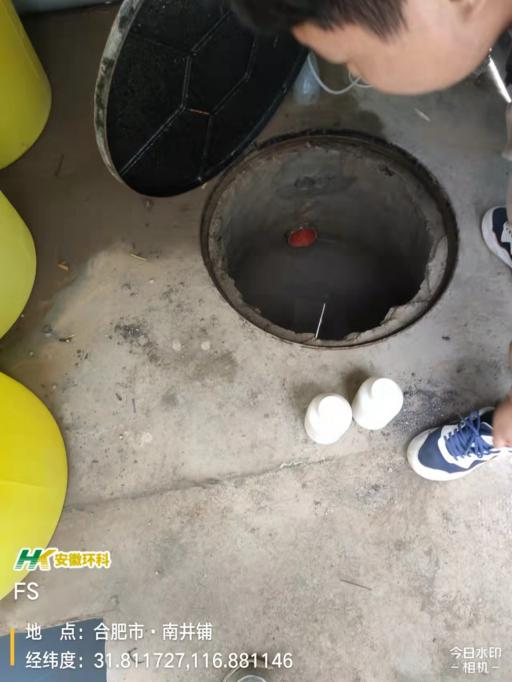 HK 安徽环科
FS
地 点：合肥市·南井铺
经纬度：31.811727,116.881146
今日水印
-相机-